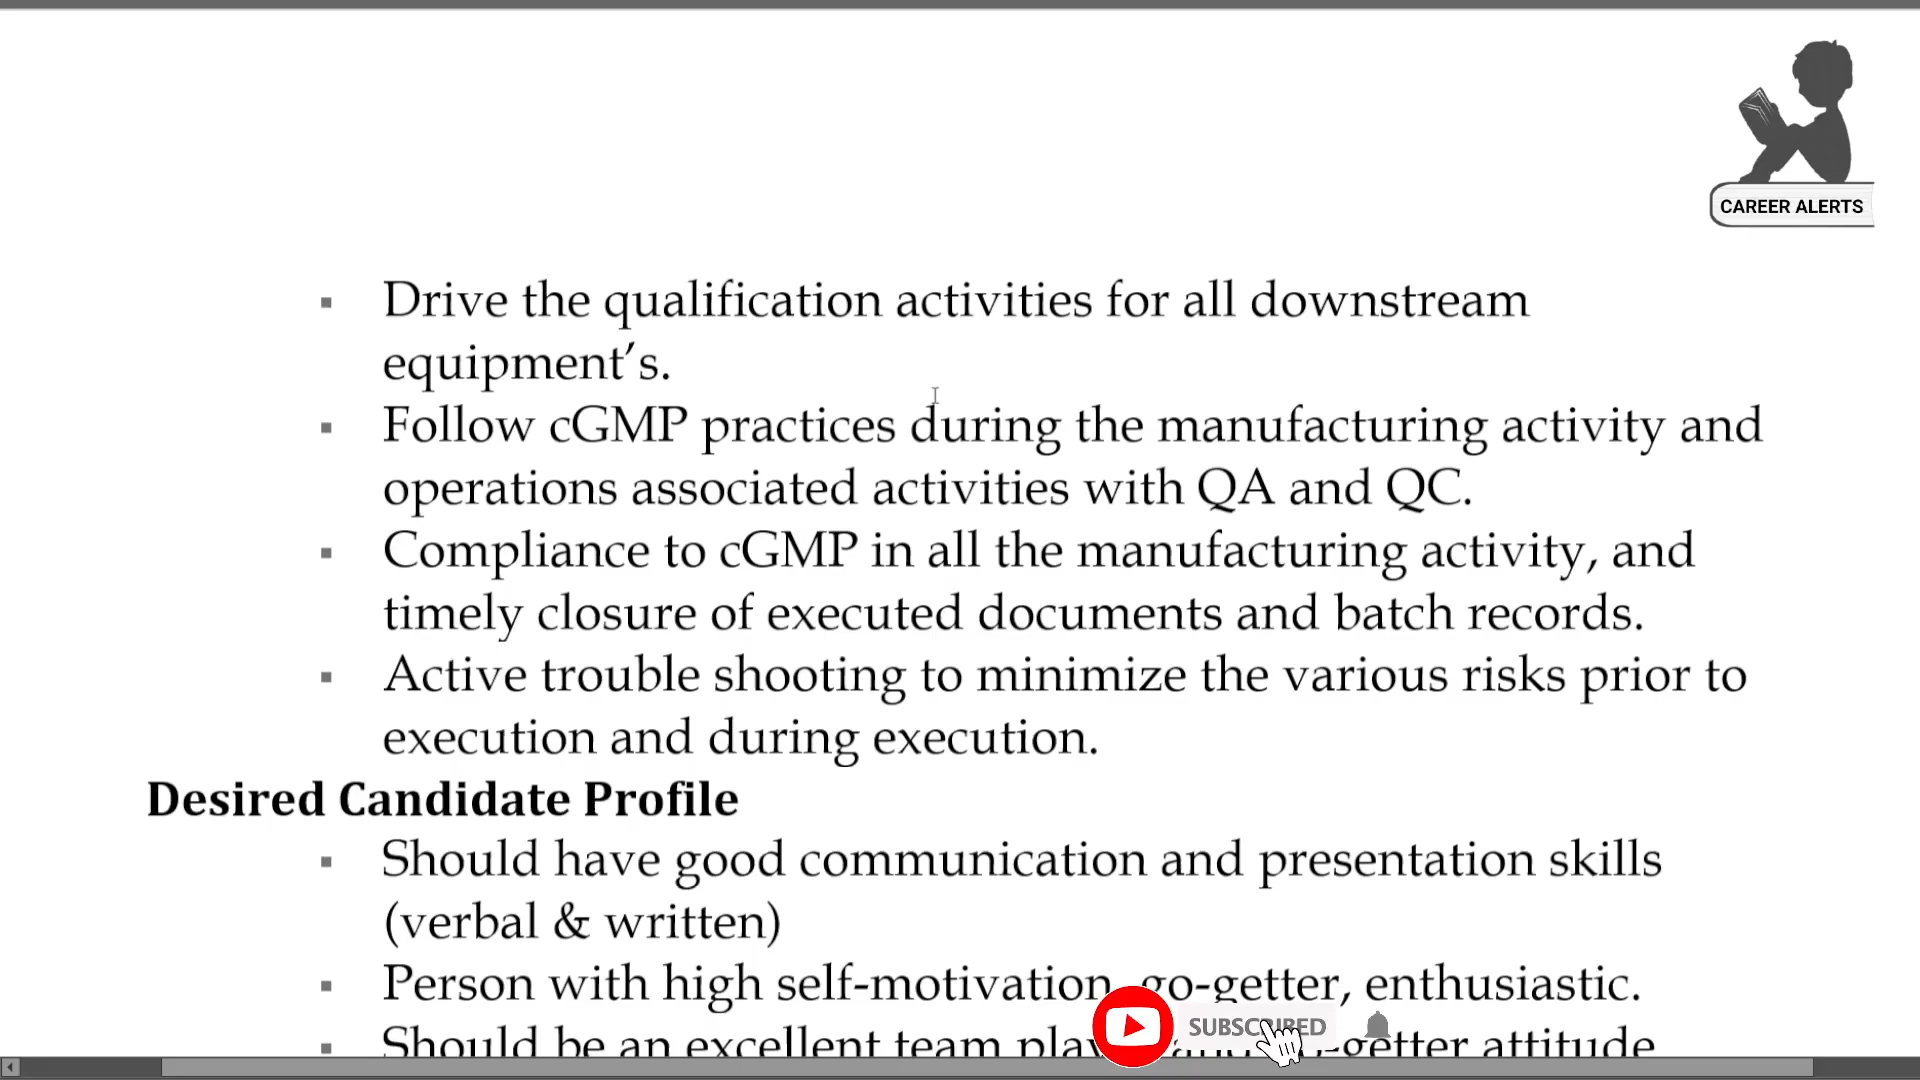 CAREER ALERTS
▪ Drive the qualification activities for all downstream
equipment’s.
▪ Follow cGMP practices during the manufacturing activity and
operations associated activities with QA and QC.
▪ Compliance to cGMP in all the manufacturing activity, and
timely closure of executed documents and batch records.
▪ Active trouble shooting to minimize the various risks prior to
execution and during execution.
Desired Candidate Profile
▪ Should have good communication and presentation skills
(verbal & written)
▪ Person with high self-motivation, go-getter, enthusiastic.
▪ Should be an excellent team -getter attitude
SUBSCRIBED